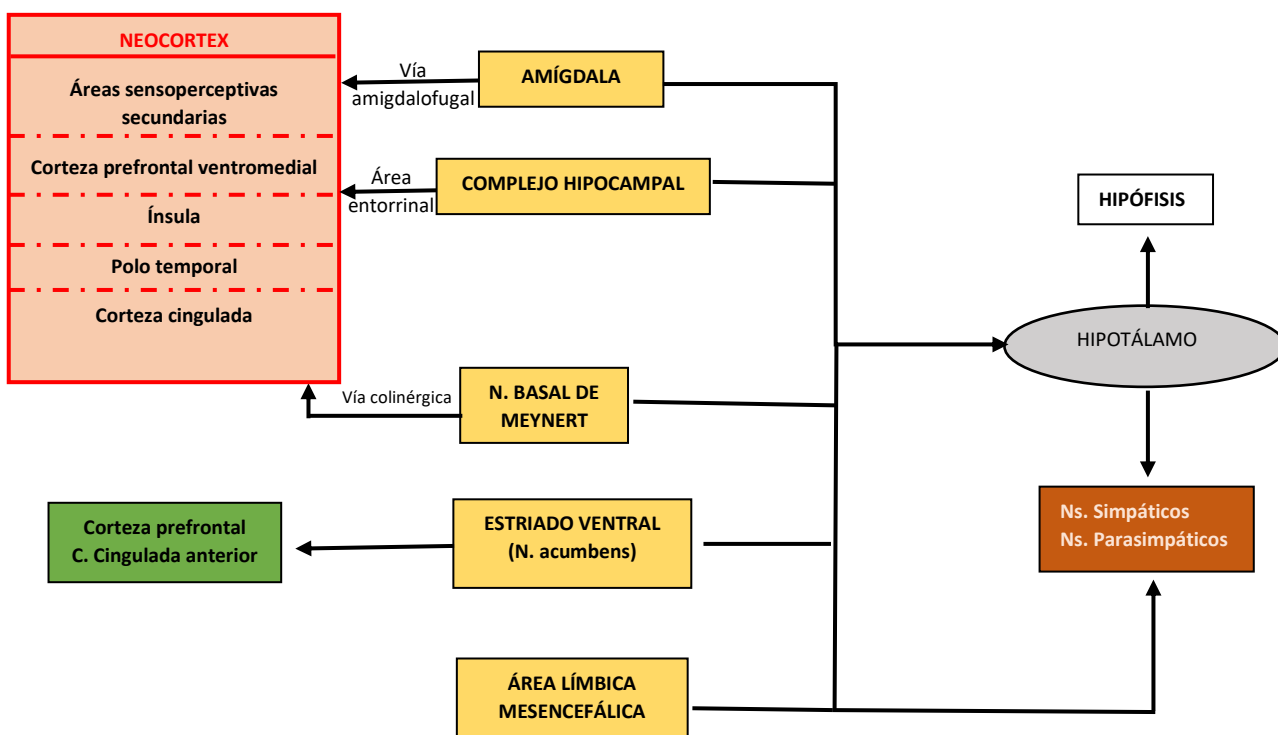 NEOCORTEX
Áreas sensoperceptivas
secundarias
Corteza prefrontal ventromedial
Ínsula
Polo temporal
Corteza cingulada
Vía
amigdalofugal
AMÍGDALA
Área
entorrinal
COMPLEJO HIPOCAMPAL
HIPÓFISIS
HIPOTÁLAMO
Vía colinérgica
N. BASAL DE
MEYNERT
Corteza prefrontal
C. Cingulada anterior
ESTRIADO VENTRAL
(N. acumbens)
Ns. Simpáticos
Ns. Parasimpáticos
ÁREA LÍMBICA
MESENCEFÁLICA